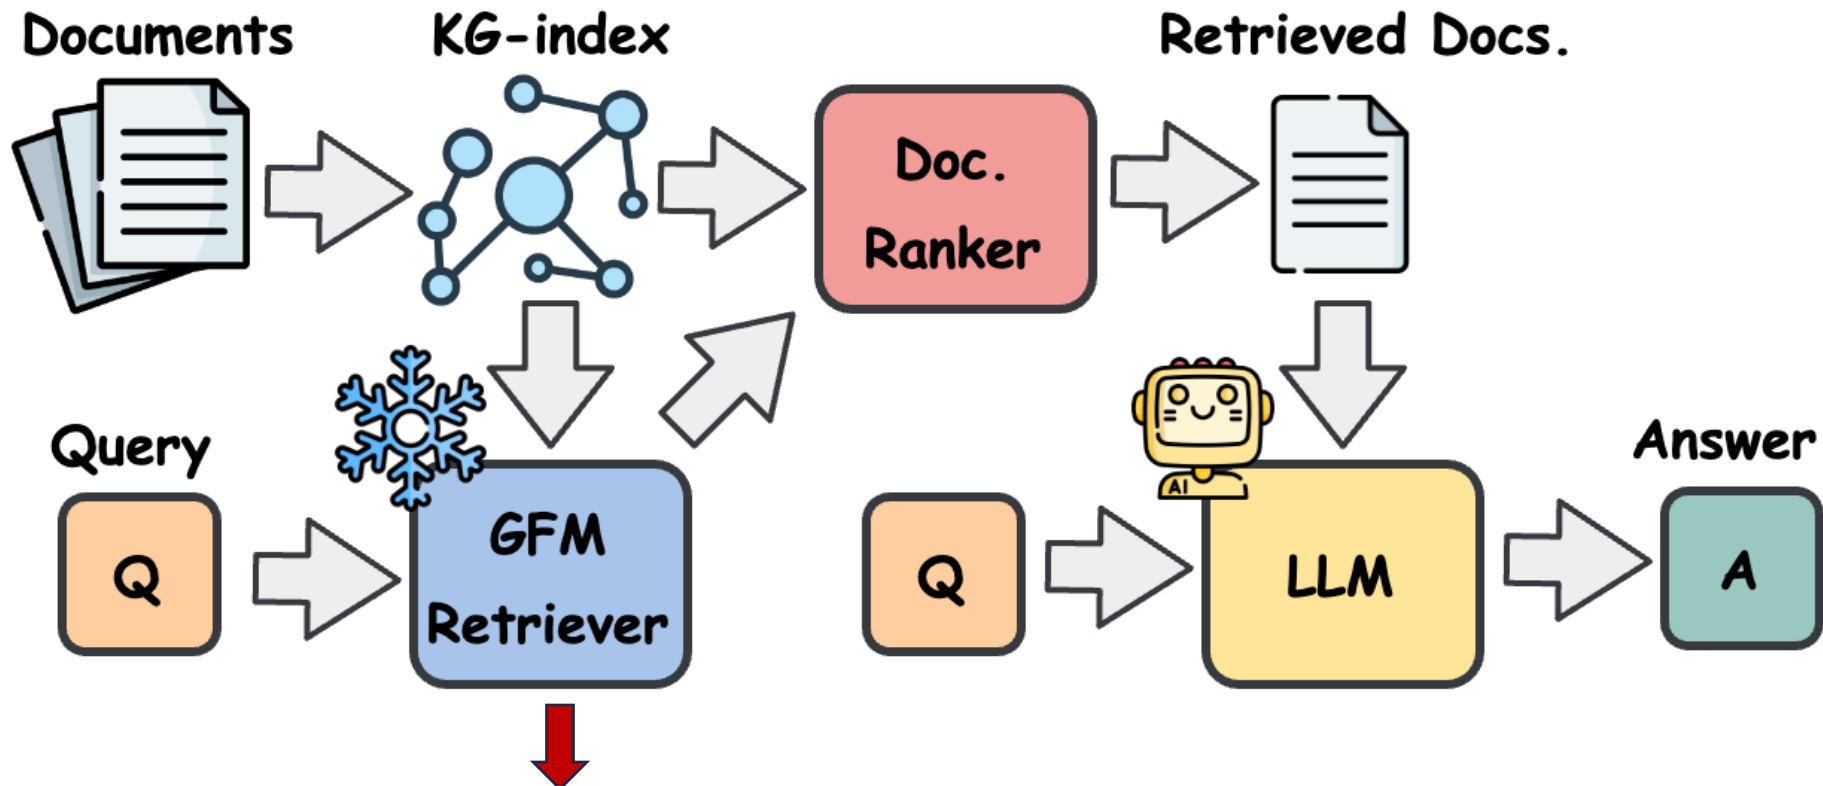 Documents
KG-index
Retrieved Docs.
Doc.
Ranker
Query
Q
GFM
Retriever
Q
AI
LLM
Answer
A